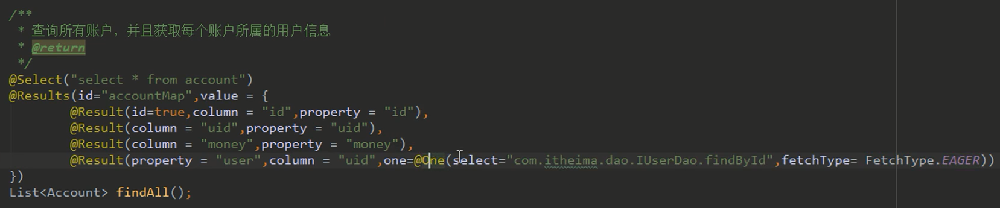 /**
* 查询所有账户，并且获取每个账户所属的用户信息
* @return
*/
@Select("select * from account")
@Results(id="accountMap",value = {
@Result(id=true,column = "id",property = "id"),
@Result(column = "uid",property = "uid"),
@Result(column = "money",property = "money"),
@Result(property = "user",column = "uid",one=@One(select="com.itheima.dao.IUserDao.findById",fetchType= FetchType.EAGER))
})
List<Account> findAll();